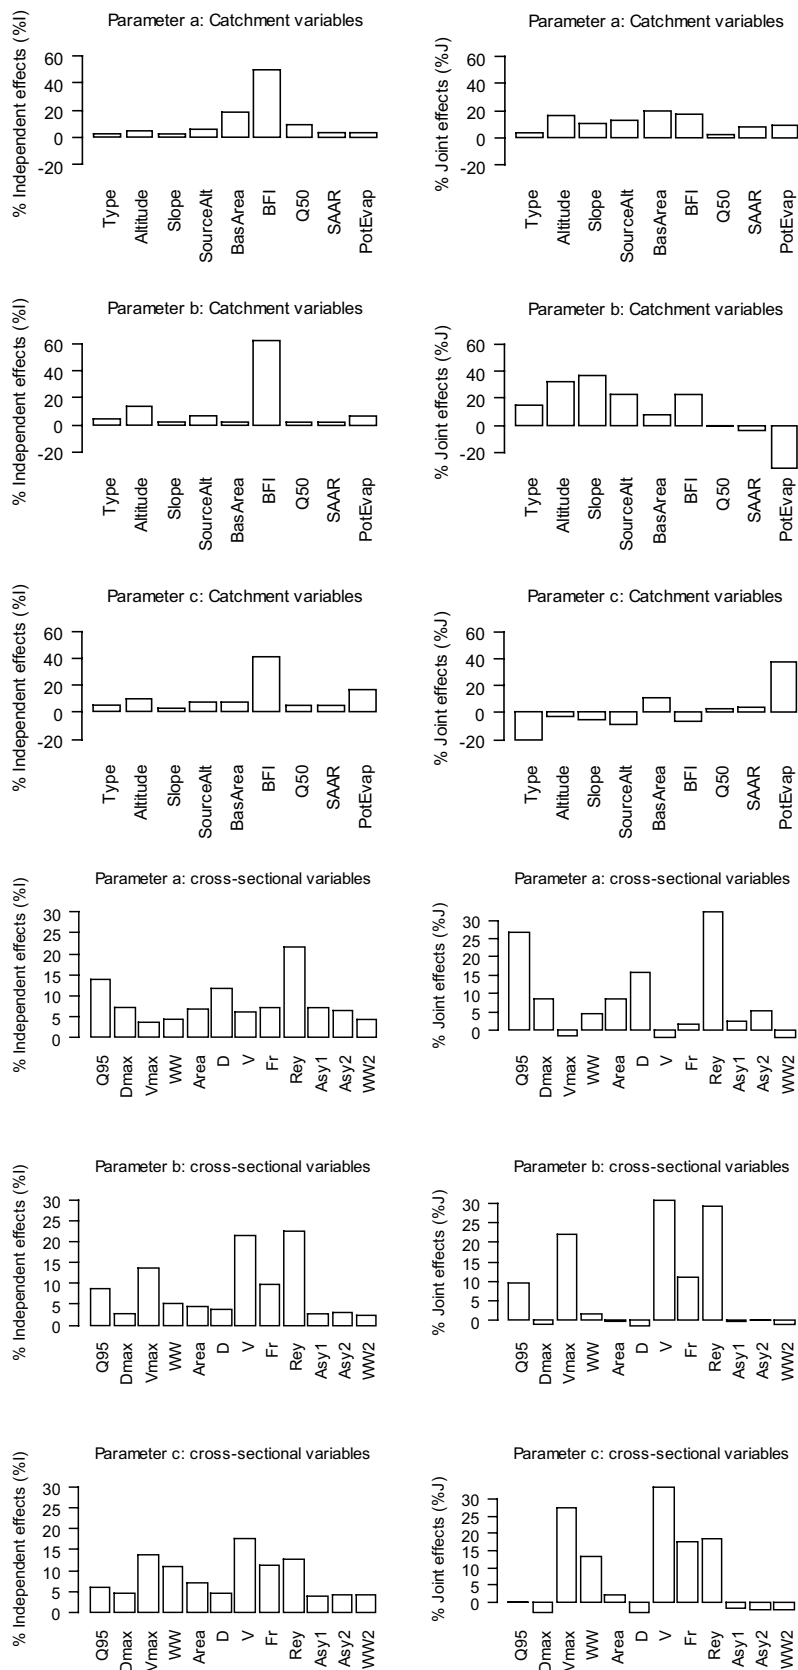 Parameter a: Catchment variables
% Independent effects (%I)
60
40
20
0
-20
Type
Altitude
Slope
SourceAlt
BasArea
BFI
Q50
SAAR
PotEvap
Parameter a: Catchment variables
% Joint effects (%J)
60
40
20
0
-20
Type
Altitude
Slope
SourceAlt
BasArea
BFI
Q50
SAAR
PotEvap
Parameter b: Catchment variables
% Independent effects (%I)
60
40
20
0
-20
Type
Altitude
Slope
SourceAlt
BasArea
BFI
Q50
SAAR
PotEvap
Parameter b: Catchment variables
% Joint effects (%J)
60
40
20
0
-20
Type
Altitude
Slope
SourceAlt
BasArea
BFI
Q50
SAAR
PotEvap
Parameter c: Catchment variables
% Independent effects (%I)
60
40
20
0
-20
Type
Altitude
Slope
SourceAlt
BasArea
BFI
Q50
SAAR
PotEvap
Parameter c: Catchment variables
% Joint effects (%J)
60
40
20
0
-20
Type
Altitude
Slope
SourceAlt
BasArea
BFI
Q50
SAAR
PotEvap
Parameter a: cross-sectional variables
% Independent effects (%I)
30
25
20
15
10
5
0
Q95
Dmax
Vmax
WW
Area
D
V
Fr
Rey
Asy1
Asy2
WW2
Parameter a: cross-sectional variables
% Joint effects (%J)
30
25
20
15
10
5
0
Q95
Dmax
Vmax
WW
Area
D
V
Fr
Rey
Asy1
Asy2
WW2
Parameter b: cross-sectional variables
% Independent effects (%I)
30
25
20
15
10
5
0
Q95
Dmax
Vmax
WW
Area
D
V
Fr
Rey
Asy1
Asy2
WW2
Parameter b: cross-sectional variables
% Joint effects (%J)
30
25
20
15
10
5
0
Q95
Dmax
Vmax
WW
Area
D
V
Fr
Rey
Asy1
Asy2
WW2
Parameter c: cross-sectional variables
% Independent effects (%I)
30
25
20
15
10
5
0
Q95
Dmax
Vmax
WW
Area
D
V
Fr
Rey
Asy1
Asy2
WW2
Parameter c: cross-sectional variables
% Joint effects (%J)
30
25
20
15
10
5
0
Q95
Dmax
Vmax
WW
Area
D
V
Fr
Rey
Asy1
Asy2
WW2